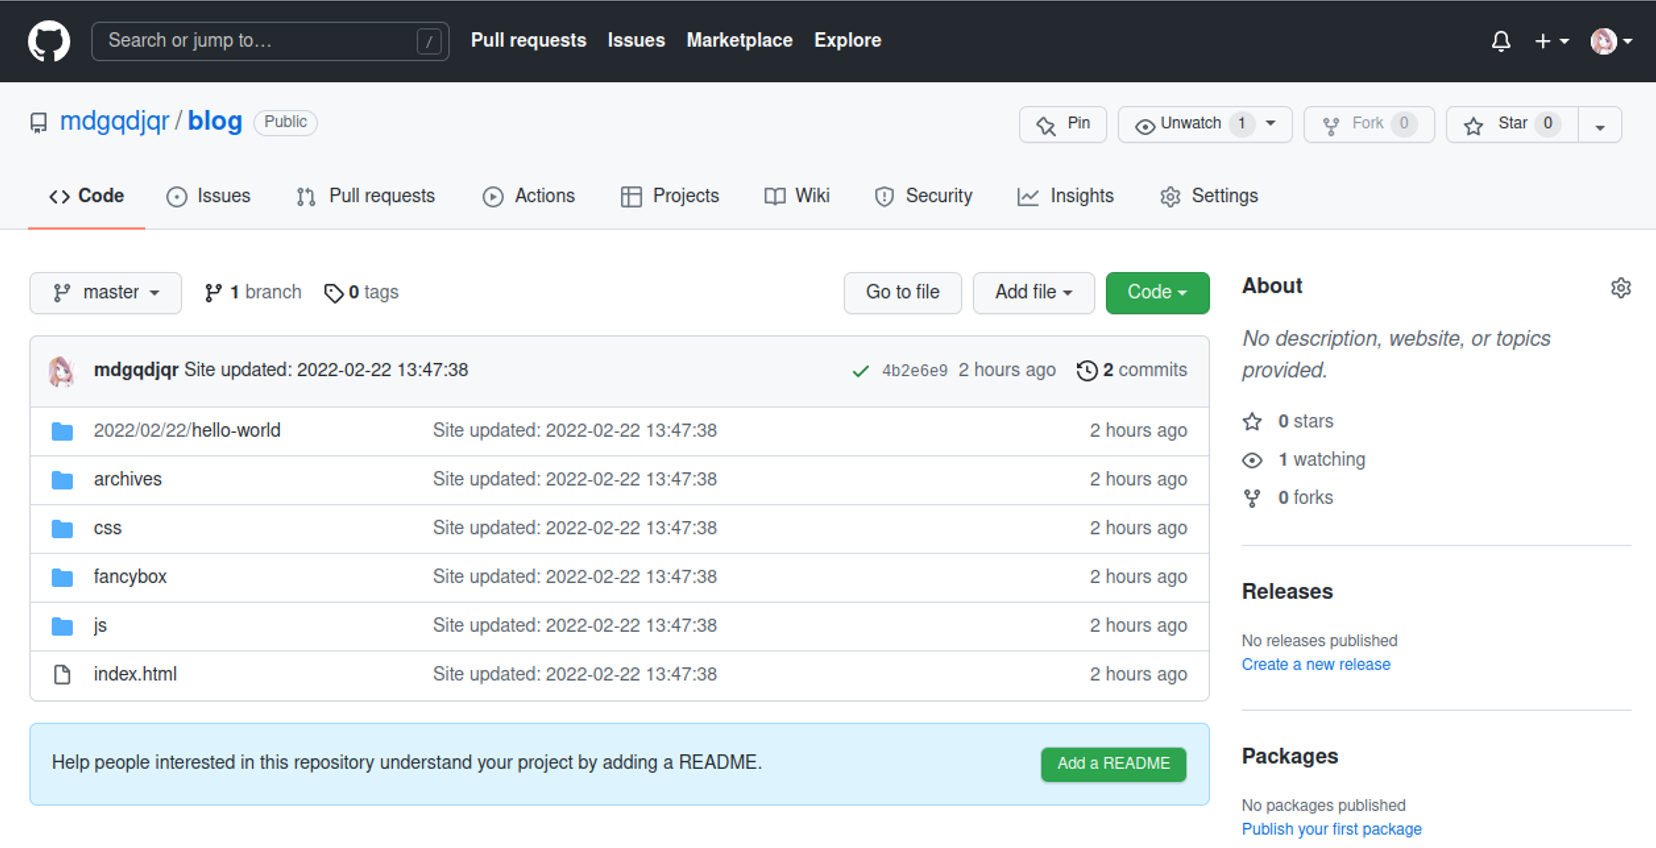 Search or jump to… /
Pull requests Issues Marketplace Explore
mdgqdjqr / blog Public
Pin Unwatch 1 Fork 0 Star 0
Code Issues Pull requests Actions Projects Wiki Security Insights Settings
master 1 branch 0 tags Go to file Add file Code
mdgqdjqr Site updated: 2022-02-22 13:47:38 4b2e6e9 2 hours ago 2 commits
2022/02/22/hello-world Site updated: 2022-02-22 13:47:38 2 hours ago
archives Site updated: 2022-02-22 13:47:38 2 hours ago
css Site updated: 2022-02-22 13:47:38 2 hours ago
fancybox Site updated: 2022-02-22 13:47:38 2 hours ago
js Site updated: 2022-02-22 13:47:38 2 hours ago
index.html Site updated: 2022-02-22 13:47:38 2 hours ago
Help people interested in this repository understand your project by adding a README. Add a README
About
No description, website, or topics
provided.
0 stars
1 watching
0 forks
Releases
No releases published
Create a new release
Packages
No packages published
Publish your first package